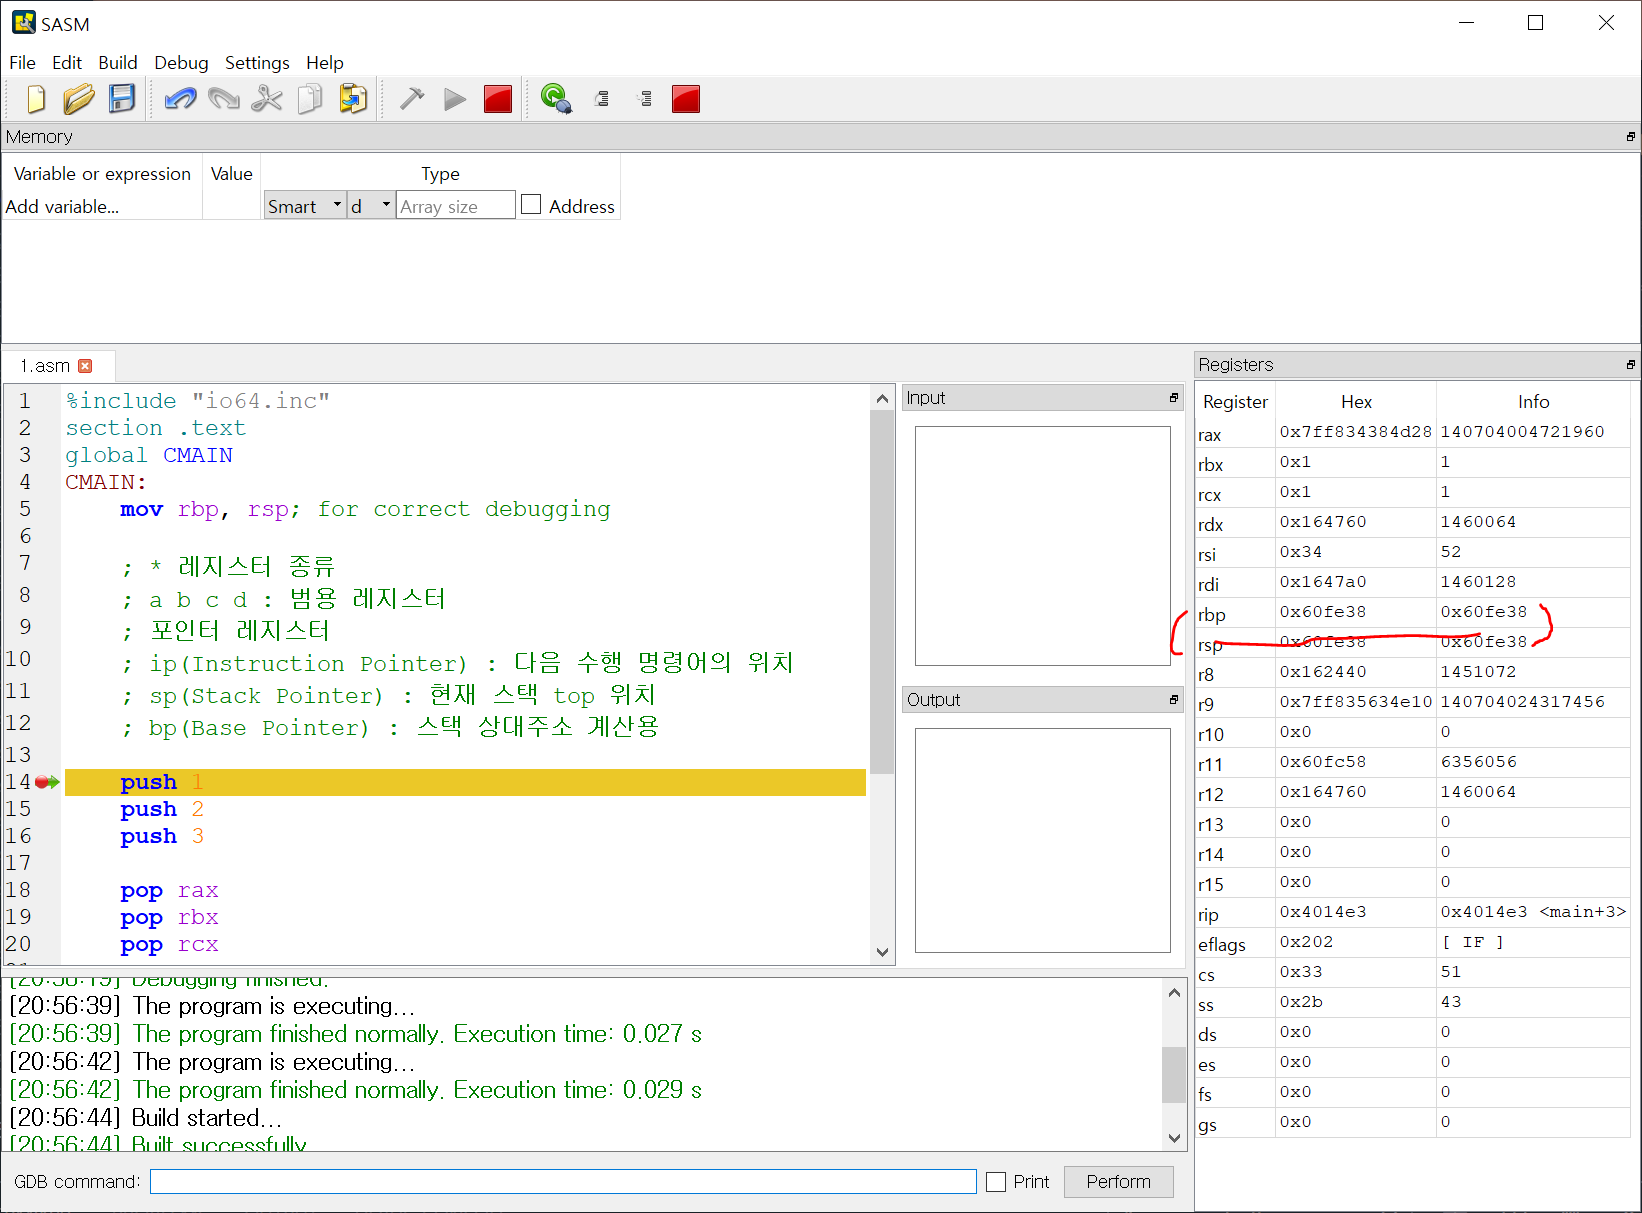 SASM
File Edit Build Debug Settings Help
Memory
Variable or expression Value Type
Add variable... Smart d Array size Address
1.asm
1 %include "io64.inc"
2 section .text
3 global CMAIN
4 CMAIN:
5 mov rbp, rsp; for correct debugging
6
7 ; * 레지스터 종류
8 ; a b c d : 범용 레지스터
9 ; 포인터 레지스터
10 ; ip(Instruction Pointer) : 다음 수행 명령어의 위치
11 ; sp(Stack Pointer) : 현재 스택 top 위치
12 ; bp(Base Pointer) : 스택 상대주소 계산용
13
14 push 1
15 push 2
16 push 3
17
18 pop rax
19 pop rbx
20 pop rcx
Input
Output
Registers
Register Hex Info
rax 0x7ff834384d28 140704004721960
rbx 0x1 1
rcx 0x1 1
rdx 0x164760 1460064
rsi 0x34 52
rdi 0x1647a0 1460128
rbp 0x60fe38 0x60fe38
rsp 0x60fe38 0x60fe38
r8 0x162440 1451072
r9 0x7ff835634e10 140704024317456
r10 0x0 0
r11 0x60fc58 6356056
r12 0x164760 1460064
r13 0x0 0
r14 0x0 0
r15 0x0 0
rip 0x4014e3 0x4014e3 <main+3>
eflags 0x202 [ IF ]
cs 0x33 51
ss 0x2b 43
ds 0x0 0
es 0x0 0
fs 0x0 0
gs 0x0 0
[20:56:19] Debugging finished.
[20:56:39] The program is executing...
[20:56:39] The program finished normally. Execution time: 0.027 s
[20:56:42] The program is executing...
[20:56:42] The program finished normally. Execution time: 0.029 s
[20:56:44] Build started...
[20:56:44] Built successfully.
GDB command: Print Perform